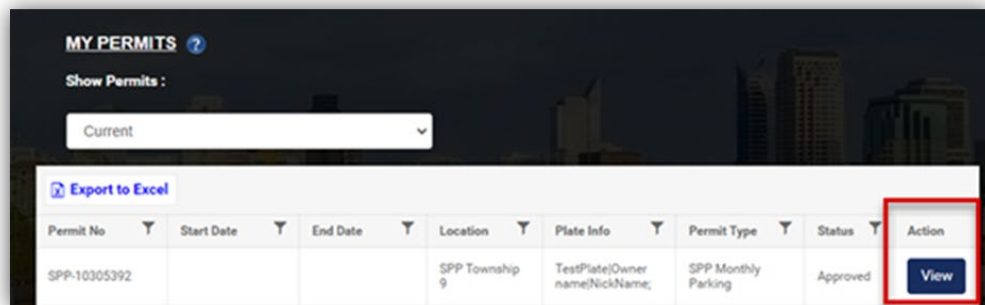 MY PERMITS ?
Show Permits :
Current
Export to Excel
Permit No Start Date End Date Location Plate Info Permit Type Status Action
SPP-10305392 SPP Township TestPlate|Owner SPP Monthly Approved View
9 name|NickName; Parking